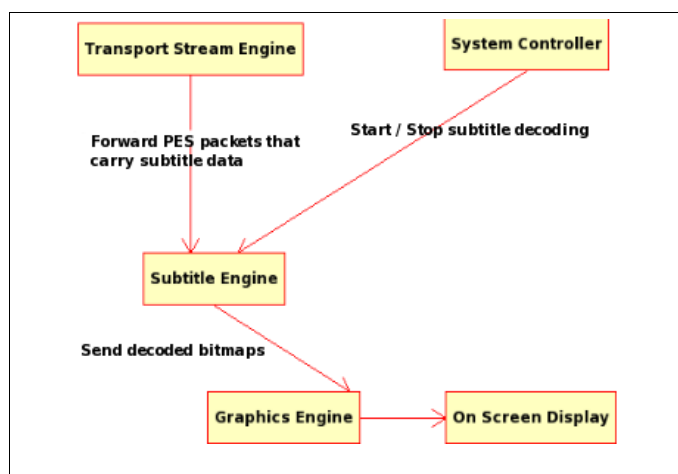 Transport Stream Engine
System Controller
Forward PES packets that
carry subtitle data
Start / Stop subtitle decoding
Subtitle Engine
Send decoded bitmaps
Graphics Engine
On Screen Display